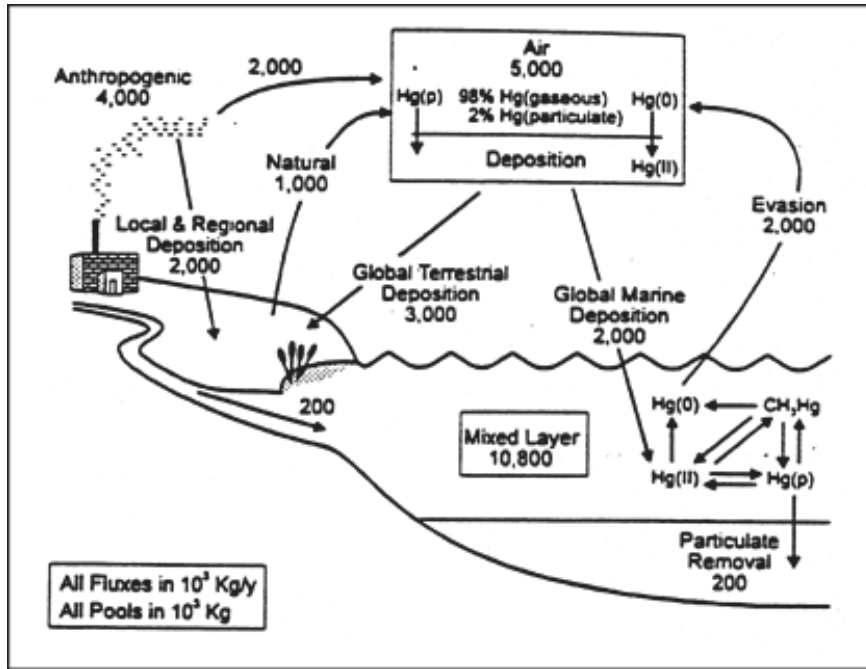 Anthropogenic
4,000
2,000
Air
5,000
Hg(p)
98% Hg(gaseous)
2% Hg(particulate)
Hg(0)
Deposition
Hg(II)
Natural
1,000
Local & Regional
Deposition
2,000
Global Terrestrial
Deposition
3,000
Global Marine
Deposition
2,000
Evasion
2,000
200
Mixed Layer
10,800
Hg(0)
CH₃Hg
Hg(II)
Hg(p)
Particulate
Removal
200
All Fluxes in 10³ Kg/y
All Pools in 10³ Kg